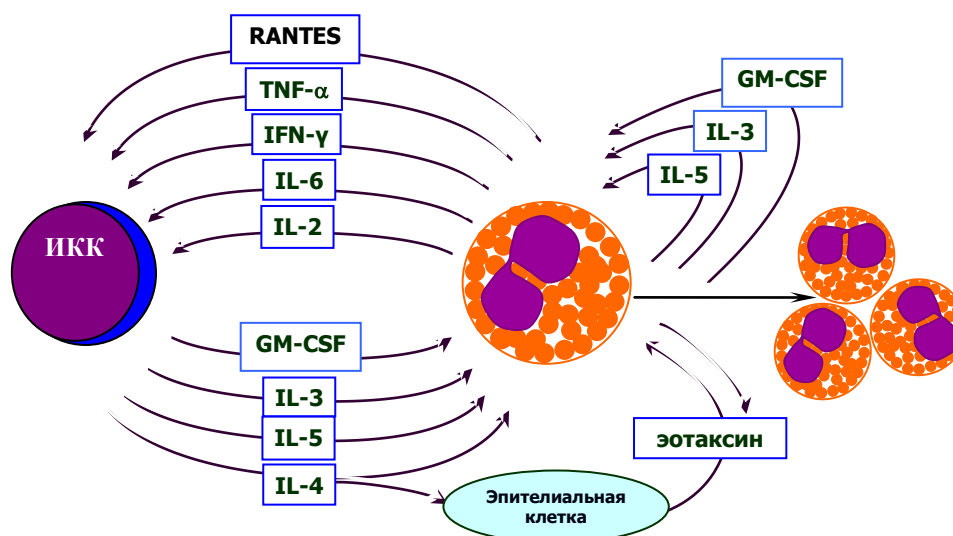 RANTES
TNF-α
IFN-γ
IL-6
IL-2
GM-CSF
IL-3
IL-5
ИКК
GM-CSF
IL-3
IL-5
IL-4
эотаксин
Эпителиальная
клетка